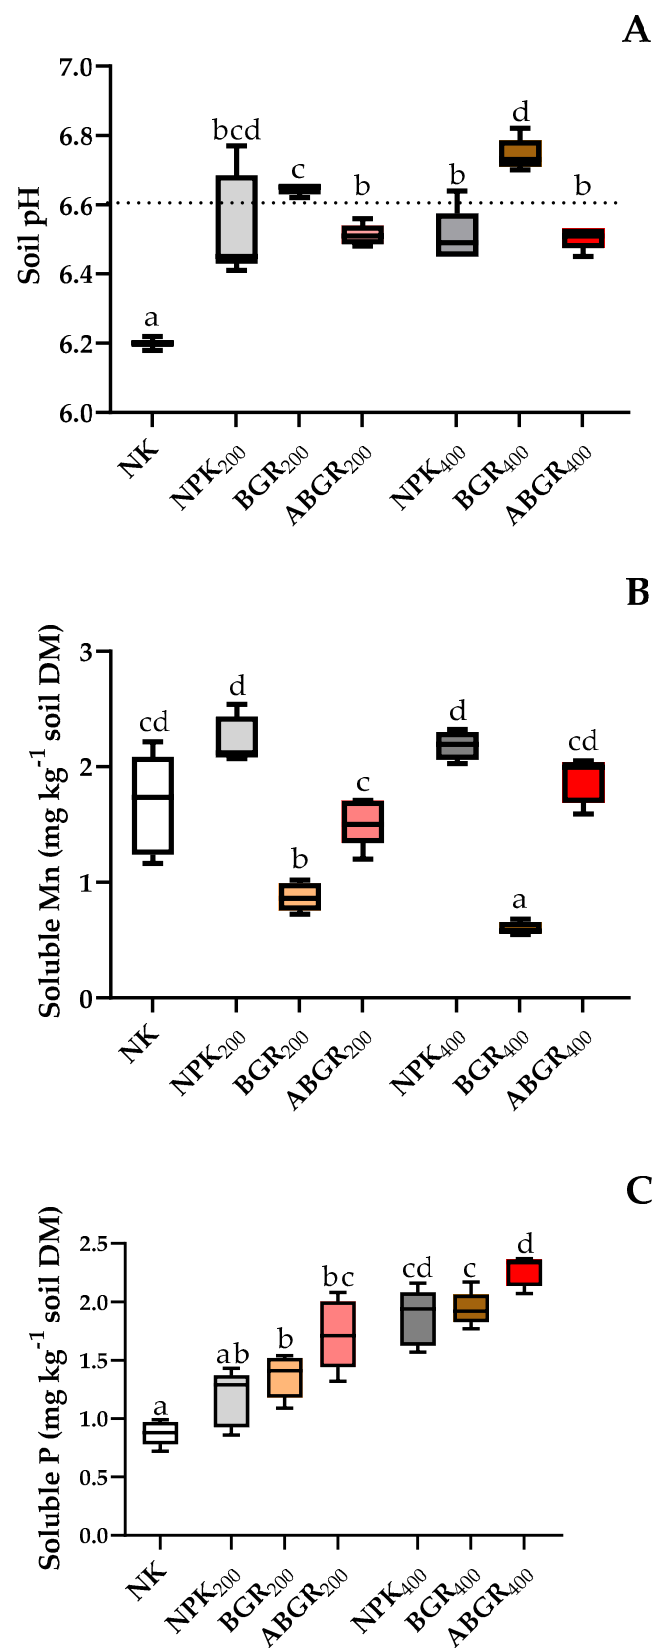 A
Soil pH
7.0
6.8
6.6
6.4
6.2
6.0
a
bcd
c
b
b
d
b
NK
NPK₂₀₀
BGR₂₀₀
ABGR₂₀₀
NPK₄₀₀
BGR₄₀₀
ABGR₄₀₀
B
Soluble Mn (mg kg⁻¹ soil DM)
3
2
1
0
cd
d
b
c
d
a
cd
NK
NPK₂₀₀
BGR₂₀₀
ABGR₂₀₀
NPK₄₀₀
BGR₄₀₀
ABGR₄₀₀
C
Soluble P (mg kg⁻¹ soil DM)
2.5
2.0
1.5
1.0
0.5
0.0
a
ab
b
bc
cd
c
d
NK
NPK₂₀₀
BGR₂₀₀
ABGR₂₀₀
NPK₄₀₀
BGR₄₀₀
ABGR₄₀₀